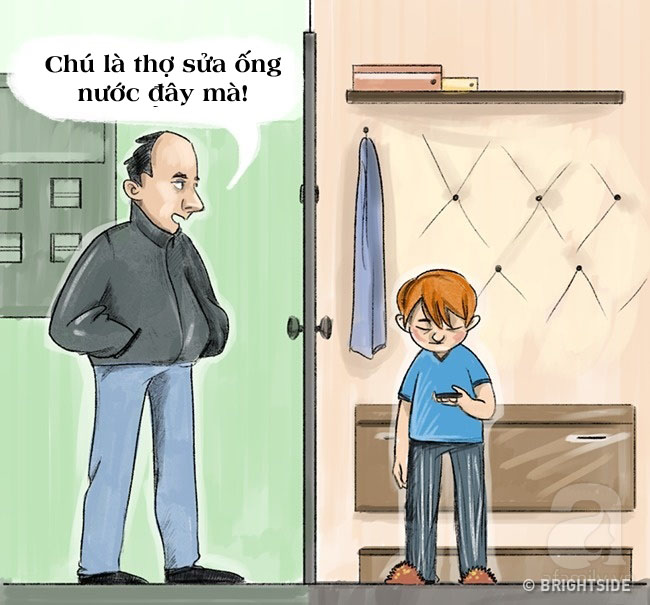 Chú là thợ sửa ống
nước đây mà!
© BRIGHTSIDE